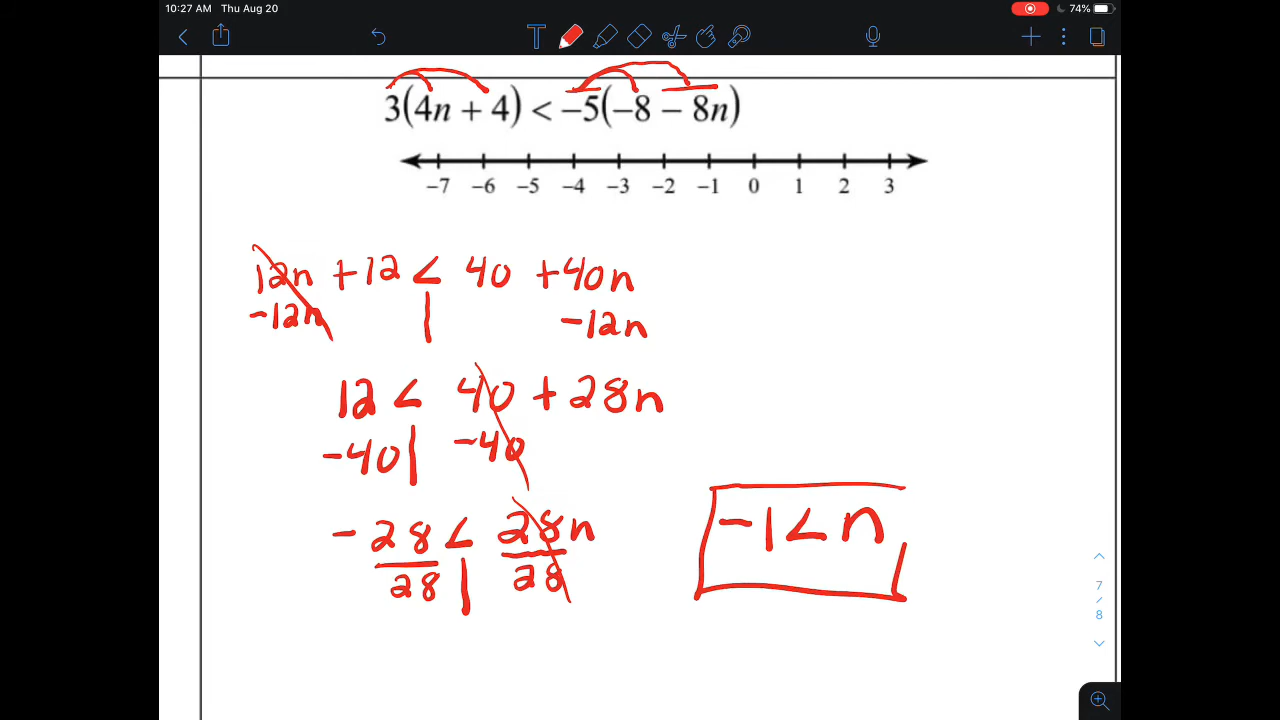 10:27 AM Thu Aug 20 74%
T
3(4n + 4) < −5(−8 − 8n)
−7 −6 −5 −4 −3 −2 −1 0 1 2 3
12n +12 < 40 +40n
-12n -12n
12 < 40 + 28n
-40 -40
-28 < 28n
28 28
-1 < n
7
/
8